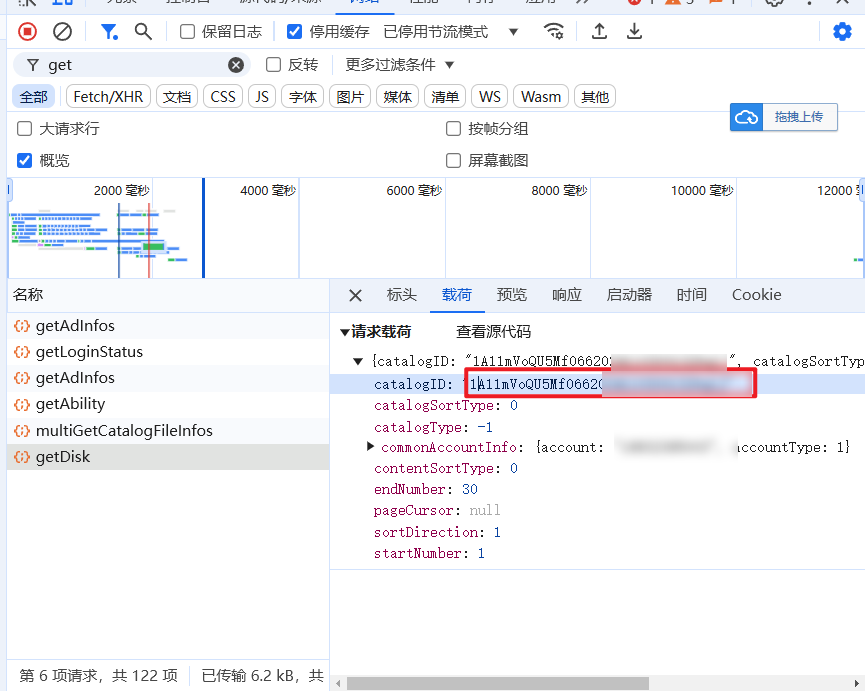 保留日志 停用缓存 已停用节流模式
get 反转 更多过滤条件
全部 Fetch/XHR 文档 CSS JS 字体 图片 媒体 清单 WS Wasm 其他
大请求行 按帧分组
拖拽上传
概览 屏幕截图
2000 毫秒 4000 毫秒 6000 毫秒 8000 毫秒 10000 毫秒 12000
名称
标头 载荷 预览 响应 启动器 时间 Cookie
getAdInfos
getLoginStatus
getAdInfos
getAbility
multiGetCatalogFileInfos
getDisk
请求载荷 查看源代码
{catalogID: "1A11mVoQU5Mf06620 ", catalogSortTyp
catalogID: "1A11mVoQU5Mf06620
catalogSortType: 0
catalogType: -1
commonAccountInfo: {account: accountType: 1}
contentSortType: 0
endNumber: 30
pageCursor: null
sortDirection: 1
startNumber: 1
第 6 项请求，共 122 项 已传输 6.2 kB，共